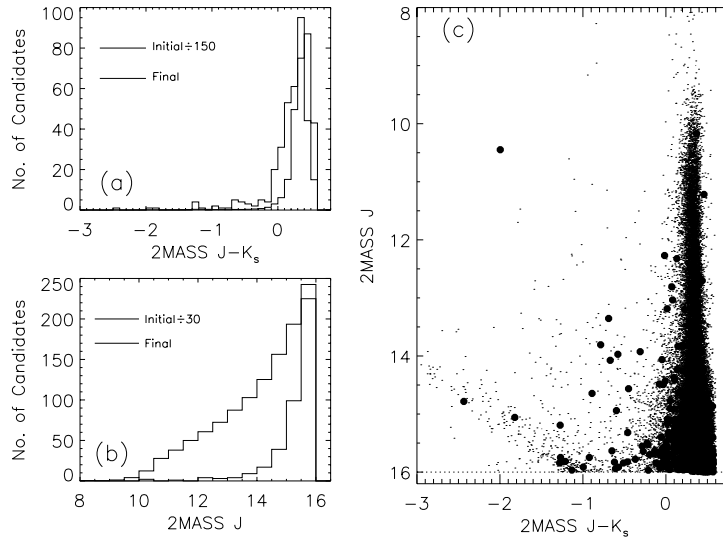 No. of Candidates
100
80
60
40
20
0
Initial÷150
Final
(a)
−3 −2 −1 0
2MASS J−Ks
No. of Candidates
250
200
150
100
50
0
Initial÷30
Final
(b)
8 10 12 14 16
2MASS J
2MASS J
8
10
12
14
16
(c)
−3 −2 −1 0
2MASS J−Ks